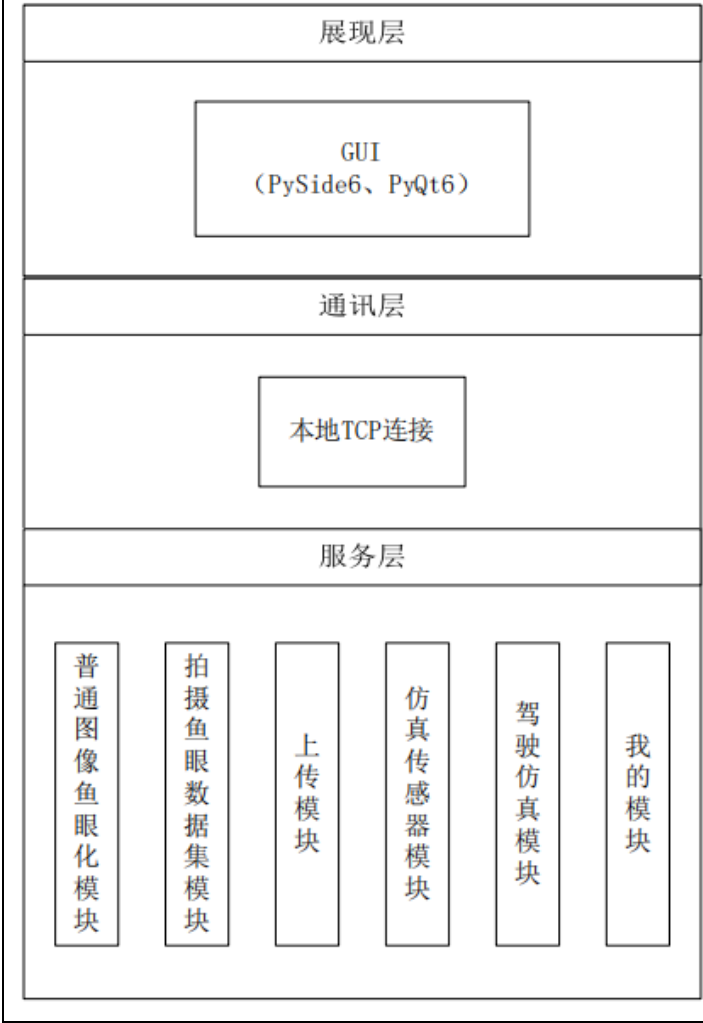 展现层
GUI
（PySide6、PyQt6）
通讯层
本地TCP连接
服务层
普通图像鱼眼化模块
拍摄鱼眼数据集模块
上传模块
仿真传感器模块
驾驶仿真模块
我的模块